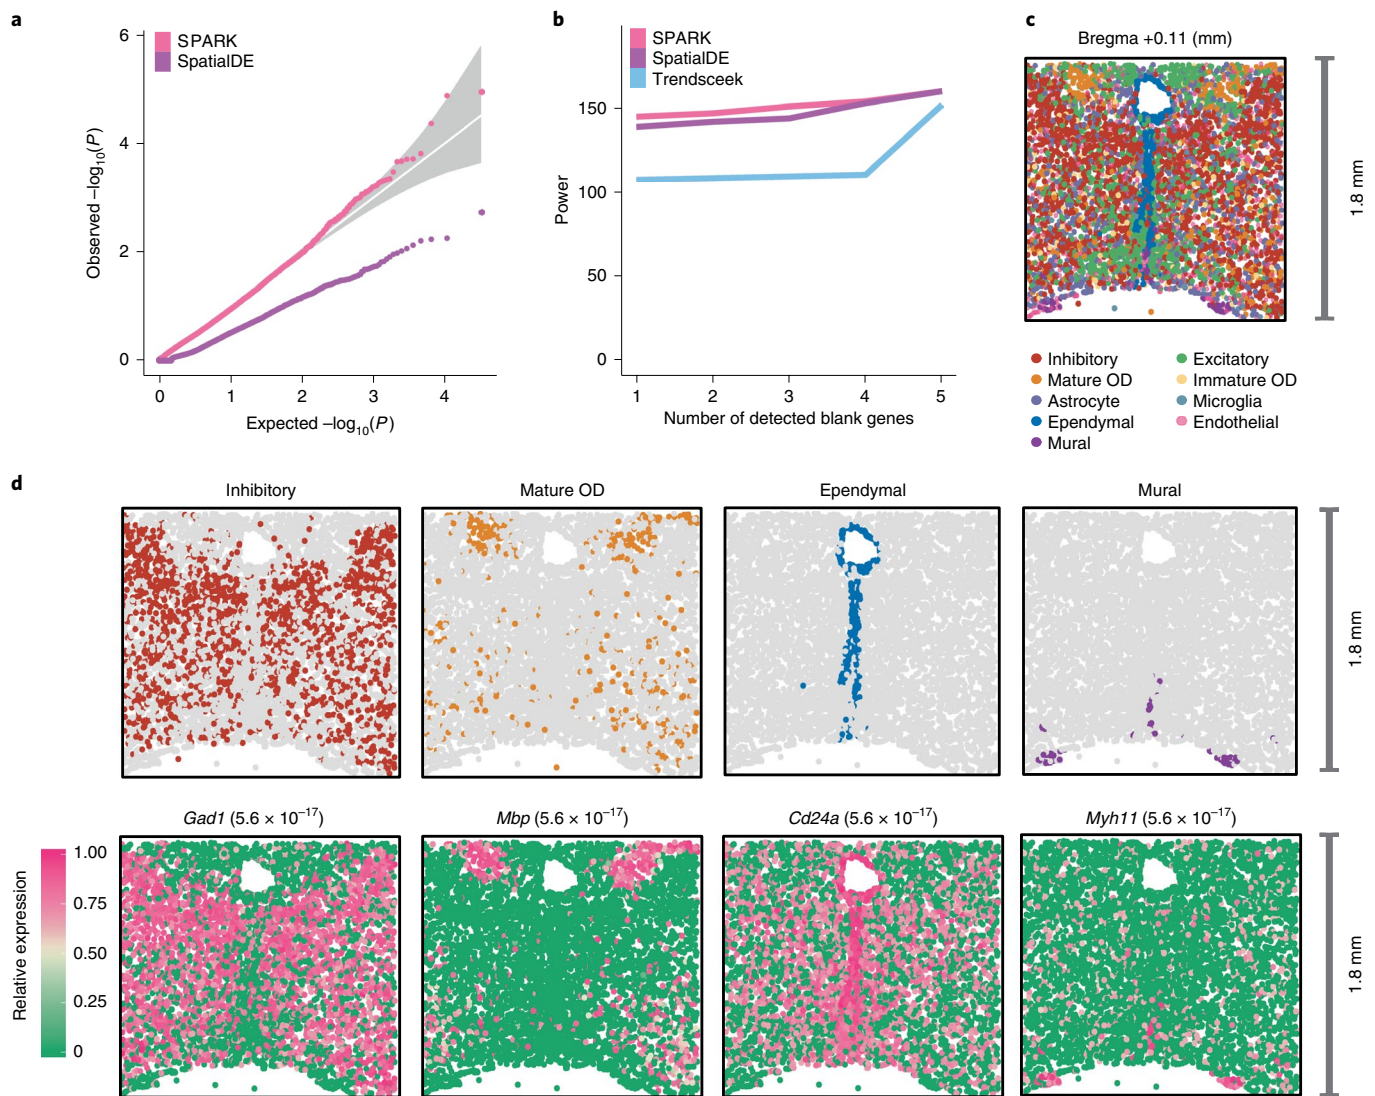 a
SPARK
SpatialDE
6
4
2
0
0
1
2
3
4
Observed –log10(P)
Expected –log10(P)
b
SPARK
SpatialDE
Trendsceek
150
100
50
0
1
2
3
4
5
Power
Number of detected blank genes
c
Bregma +0.11 (mm)
1.8 mm
Inhibitory
Excitatory
Mature OD
Immature OD
Astrocyte
Microglia
Ependymal
Endothelial
Mural
d
Inhibitory
Mature OD
Ependymal
Mural
1.8 mm
Gad1 (5.6 × 10–17)
Mbp (5.6 × 10–17)
Cd24a (5.6 × 10–17)
Myh11 (5.6 × 10–17)
Relative expression
1.00
0.75
0.50
0.25
0
1.8 mm